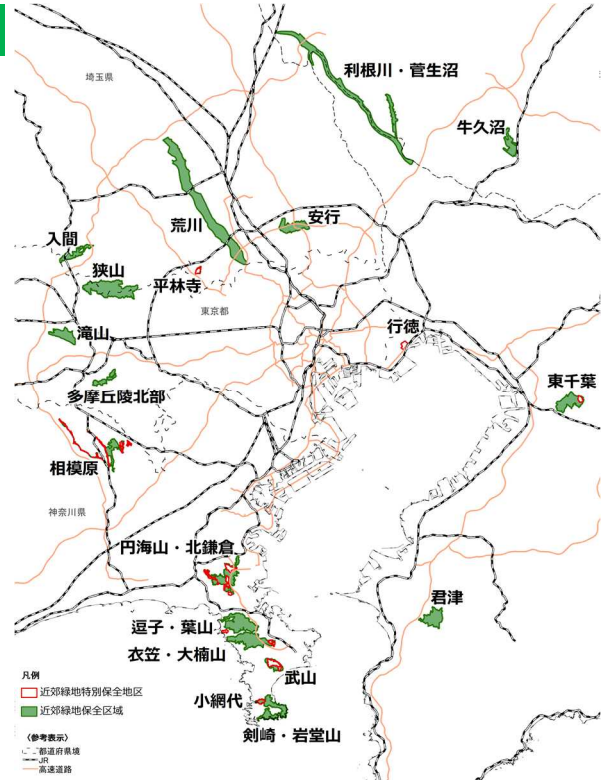 利根川・菅生沼
埼玉県
牛久沼
荒川
安行
入間
狭山
平林寺
東京都
滝山
行徳
多摩丘陵北部
東千葉
相模原
神奈川県
円海山・北鎌倉
君津
逗子・葉山
衣笠・大楠山
武山
小網代
剣崎・岩堂山
凡例
近郊緑地特別保全地区
近郊緑地保全区域
《参考表示》
都道府県境
JR
高速道路